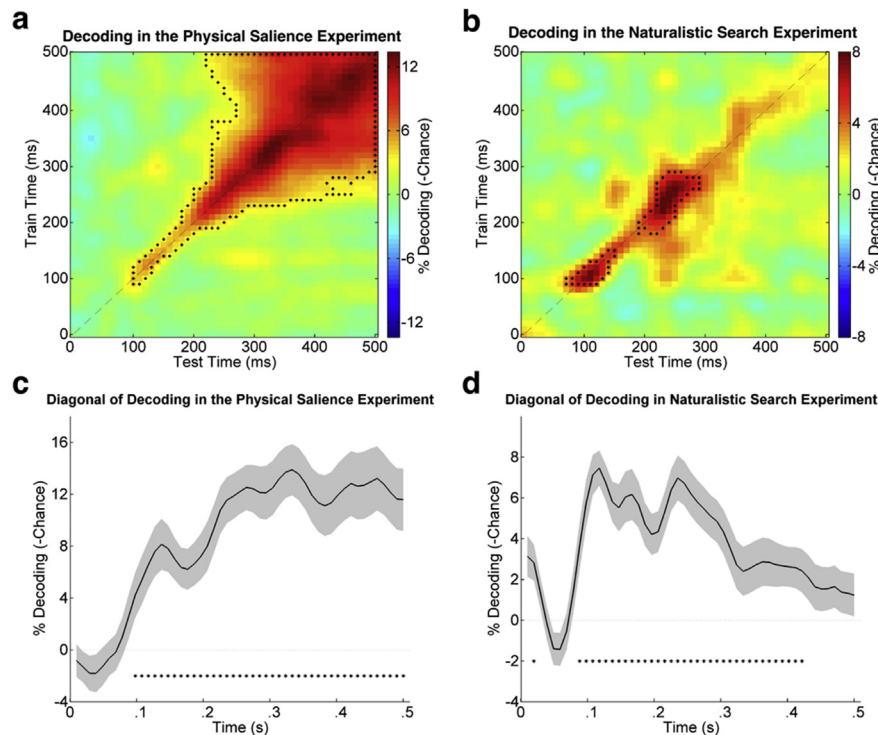 a
Decoding in the Physical Salience Experiment
500
400
300
200
100
0
Train Time (ms)
0 100 200 300 400 500
Test Time (ms)
12
6
0
-6
-12
% Decoding (-Chance)
b
Decoding in the Naturalistic Search Experiment
500
400
300
200
100
0
Train Time (ms)
0 100 200 300 400 500
Test Time (ms)
8
4
0
-4
-8
% Decoding (-Chance)
c
Diagonal of Decoding in the Physical Salience Experiment
16
12
8
4
0
-4
% Decoding (-Chance)
0 .1 .2 .3 .4 .5
Time (s)
d
Diagonal of Decoding in Naturalistic Search Experiment
8
6
4
2
0
-2
-4
% Decoding (-Chance)
0 .1 .2 .3 .4 .5
Time (s)